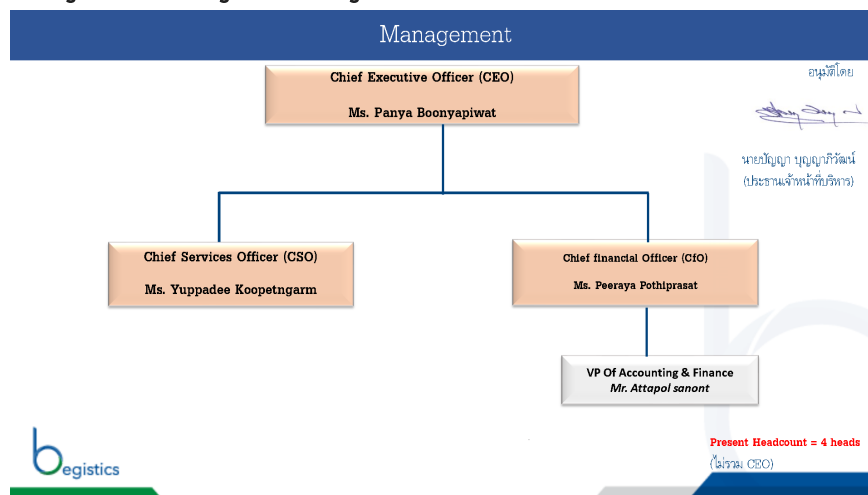 Management
Chief Executive Officer (CEO)
Ms. Panya Boonyapiwat
อนุมัติโดย
นายปัญญา บุญญาภิวัฒน์
(ประธานเจ้าหน้าที่บริหาร)
Chief Services Officer (CSO)
Ms. Yuppadee Koopetngarm
Chief financial Officer (CfO)
Ms. Peeraya Pothiprasat
VP Of Accounting & Finance
Mr. Attapol sanont
Present Headcount = 4 heads
(ไม่รวม CEO)
begistics